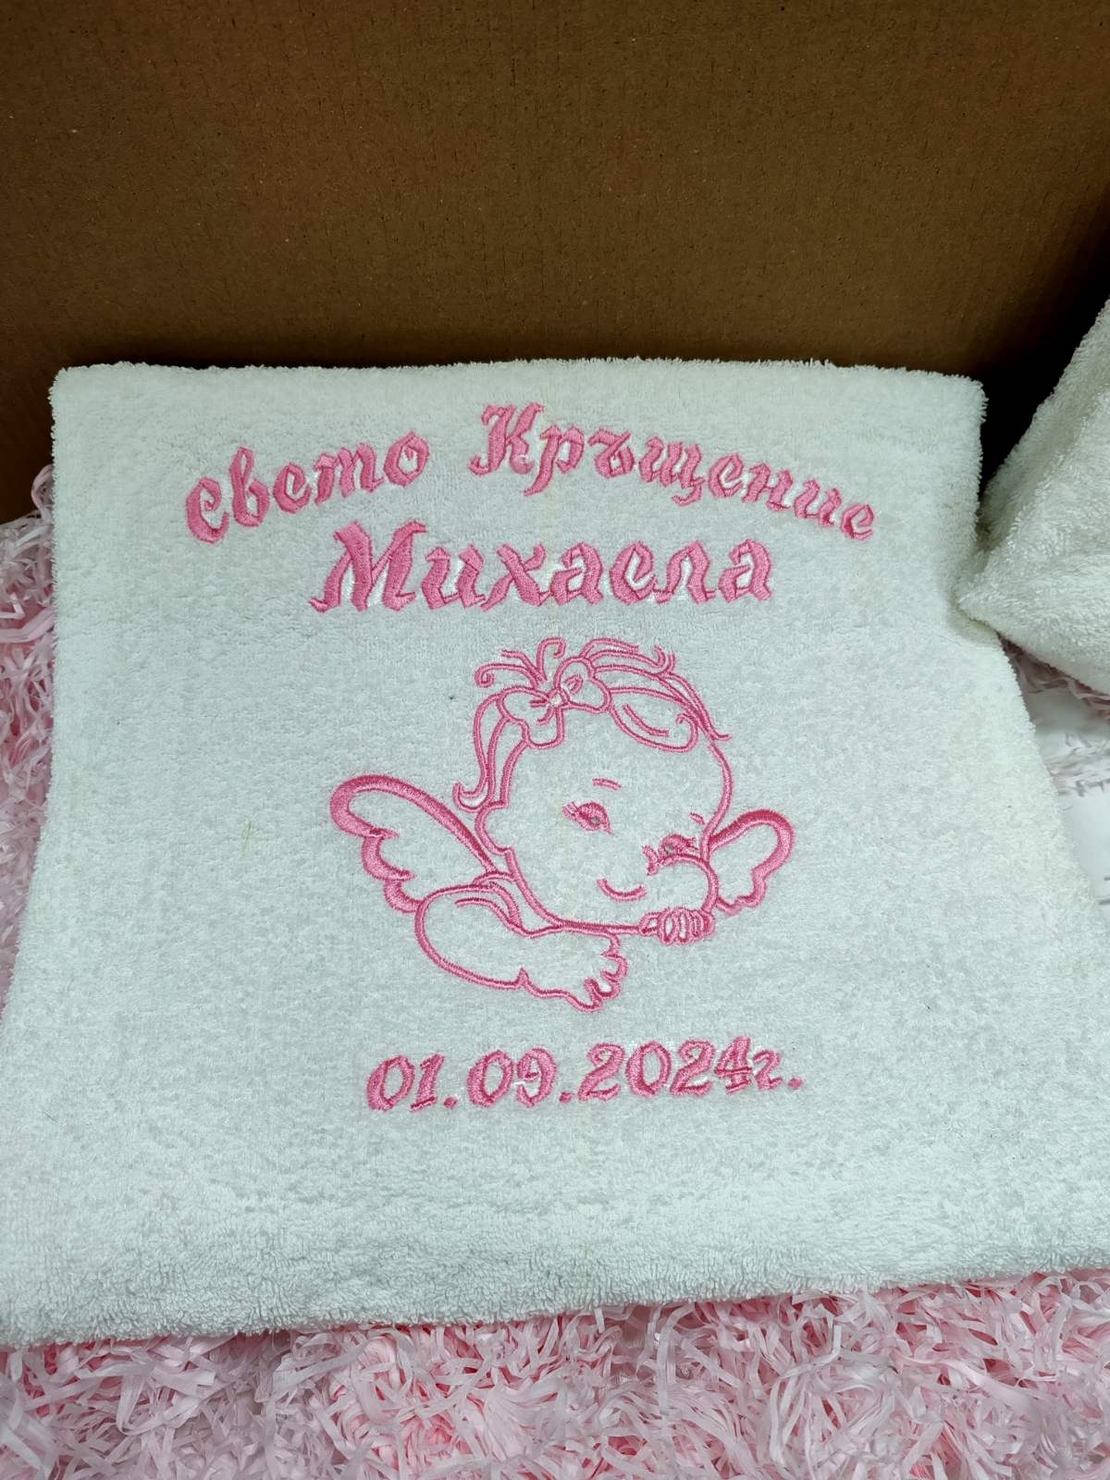 Свето Кръщение
Михаела
01.09.2024г.